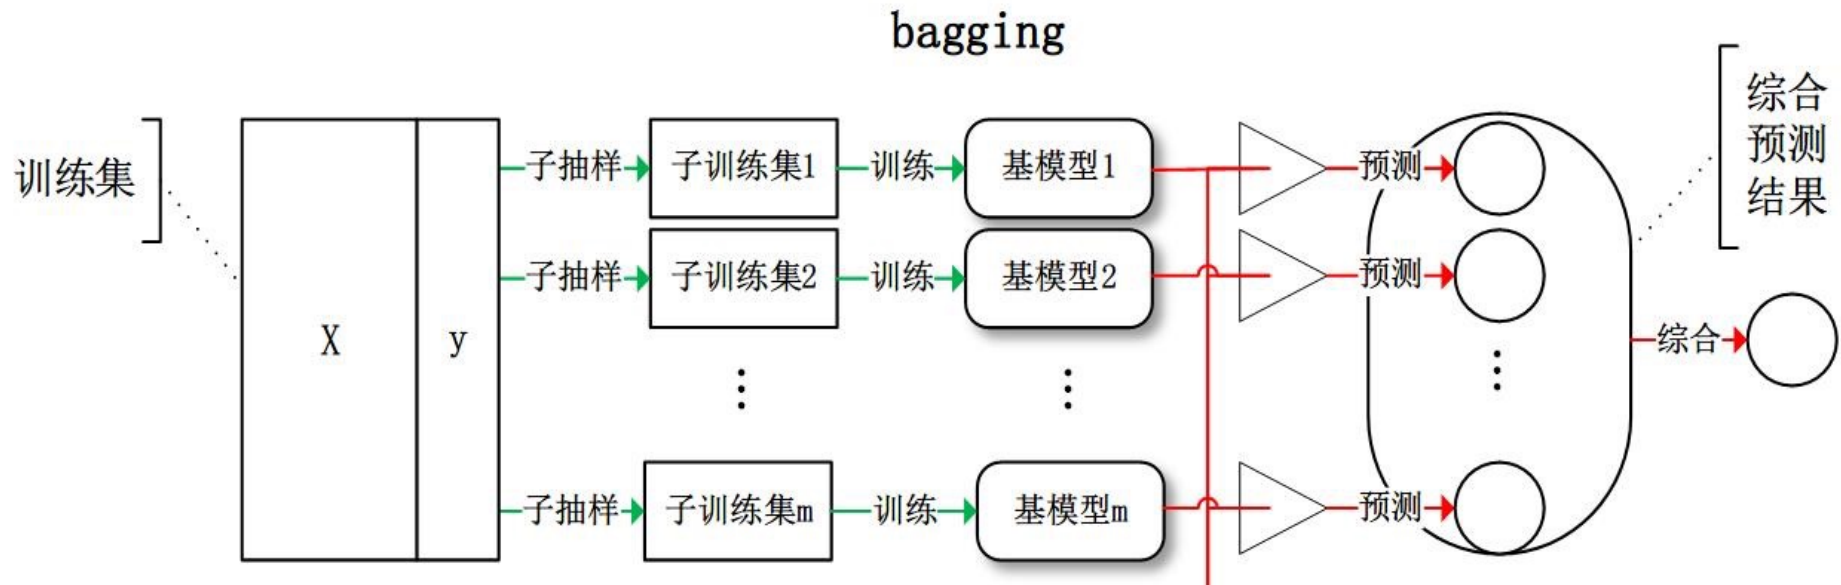 bagging
训练集
X
y
子抽样
子训练集1
训练
基模型1
预测
子抽样
子训练集2
训练
基模型2
预测
子抽样
子训练集m
训练
基模型m
预测
综合
预测
结果
综合